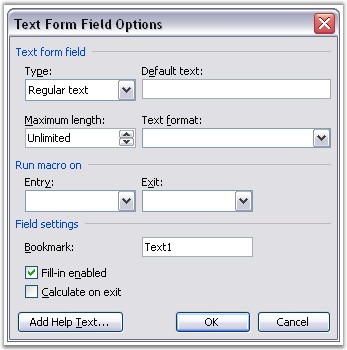 Text Form Field Options
Text form field
Type: Default text:
Regular text
Maximum length: Text format:
Unlimited
Run macro on
Entry: Exit:
Field settings
Bookmark: Text1
Fill-in enabled
Calculate on exit
Add Help Text... OK Cancel